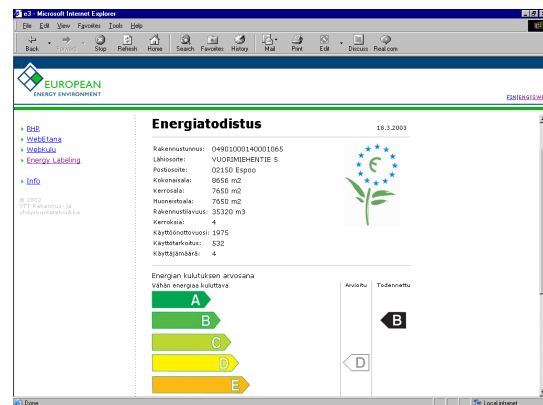 e3 - Microsoft Internet Explorer
File Edit View Favorites Tools Help
Back Forward Stop Refresh Home Search Favorites History Mail Print Edit Discuss Real.com
EUROPEAN
ENERGY ENVIRONMENT
FIN|ENG|SWE
RHR
WebEtana
WebKulu
Energy Labeling
Info
© 2002
VTT Rakennus- ja
yhdyskuntatekniikka
Energiatodistus
18.3.2003
Rakennustunnus: 04901000140001065
Lähiosoite: VUORIMIEHENTIE 5
Postiosoite: 02150 Espoo
Kokonaisala: 8656 m2
Kerrosala: 7650 m2
Huoneistoala: 7650 m2
Rakennustilavuus: 35320 m3
Kerroksia: 4
Käyttöönottovuosi: 1975
Käyttötarkoitus: 532
Käyttäjämäärä: 4
Energian kulutuksen arvosana
Vähän energiaa kuluttava Arvioitu Todennettu
A
B B
C
D D
E
Done Local intranet